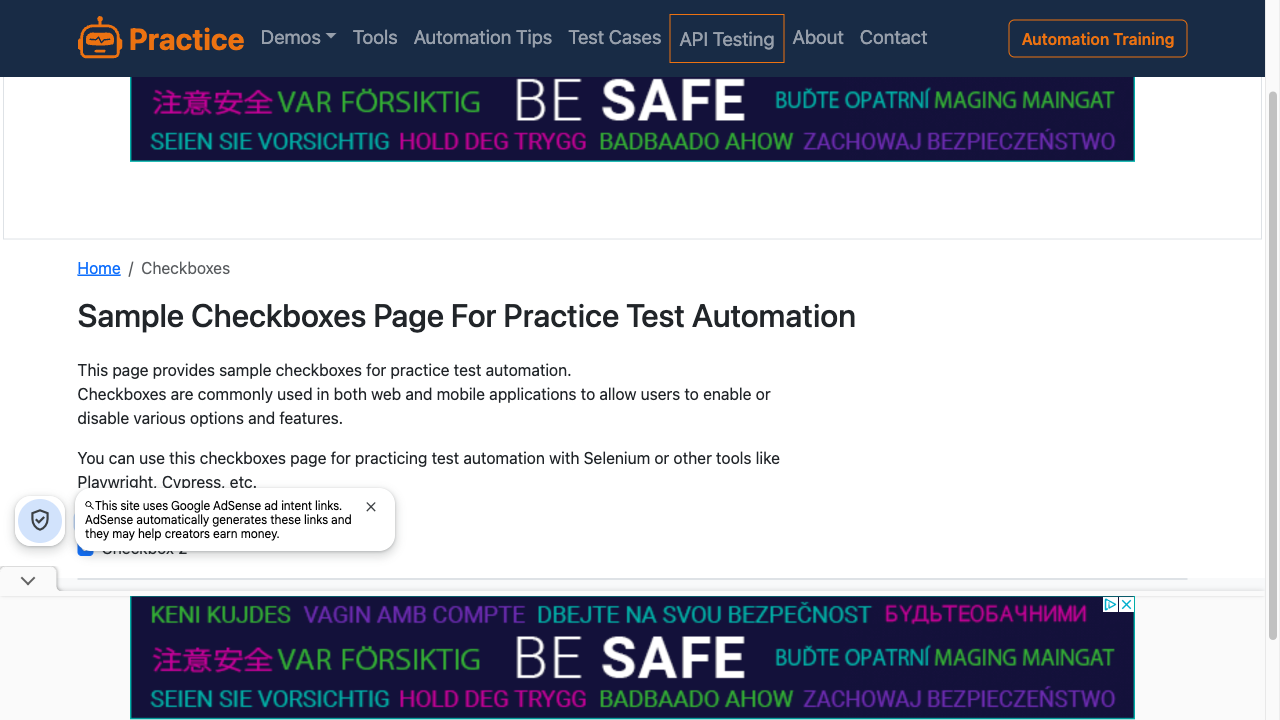 Practice Demos Tools Automation Tips Test Cases API Testing About Contact Automation Training
注意安全 VAR FÖRSIKTIG BE SAFE BUĎTE OPATRNÍ MAGING MAINGAT
SEIEN SIE VORSICHTIG HOLD DEG TRYGG BADBAADO AHOW ZACHOWAJ BEZPIECZEŃSTWO
Home / Checkboxes
Sample Checkboxes Page For Practice Test Automation
This page provides sample checkboxes for practice test automation.
Checkboxes are commonly used in both web and mobile applications to allow users to enable or
disable various options and features.
You can use this checkboxes page for practicing test automation with Selenium or other tools like
Playwright, Cypress, etc.
This site uses Google AdSense ad intent links.
AdSense automatically generates these links and
they may help creators earn money.
Checkbox 2
KENI KUJDES VAGIN AMB COMPTE DBEJTE NA SVOU BEZPEČNOST БУДЬТЕОБАЧНИМИ
注意安全 VAR FÖRSIKTIG BE SAFE BUĎTE OPATRNÍ MAGING MAINGAT
SEIEN SIE VORSICHTIG HOLD DEG TRYGG BADBAADO AHOW ZACHOWAJ BEZPIECZEŃSTWO